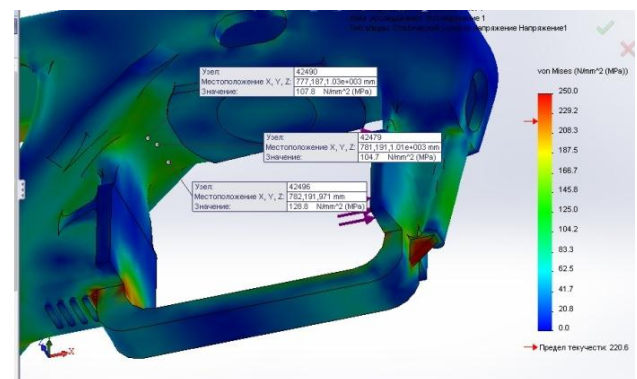 Напряжение Напряжение1
von Mises (N/mm^2 (MPa))
Узел: 42490
Местоположение X, Y, Z: 777,187,1.03e+003 mm
Значение: 107.8 N/mm^2 (MPa)
Узел: 42479
Местоположение X, Y, Z: 781,191,1.01e+003 mm
Значение: 104.7 N/mm^2 (MPa)
Узел: 42496
Местоположение X, Y, Z: 782,191,971 mm
Значение: 128.8 N/mm^2 (MPa)
250.0
229.2
208.3
187.5
166.7
145.8
125.0
104.2
83.3
62.5
41.7
20.8
0.0
Предел текучести: 220.6
X